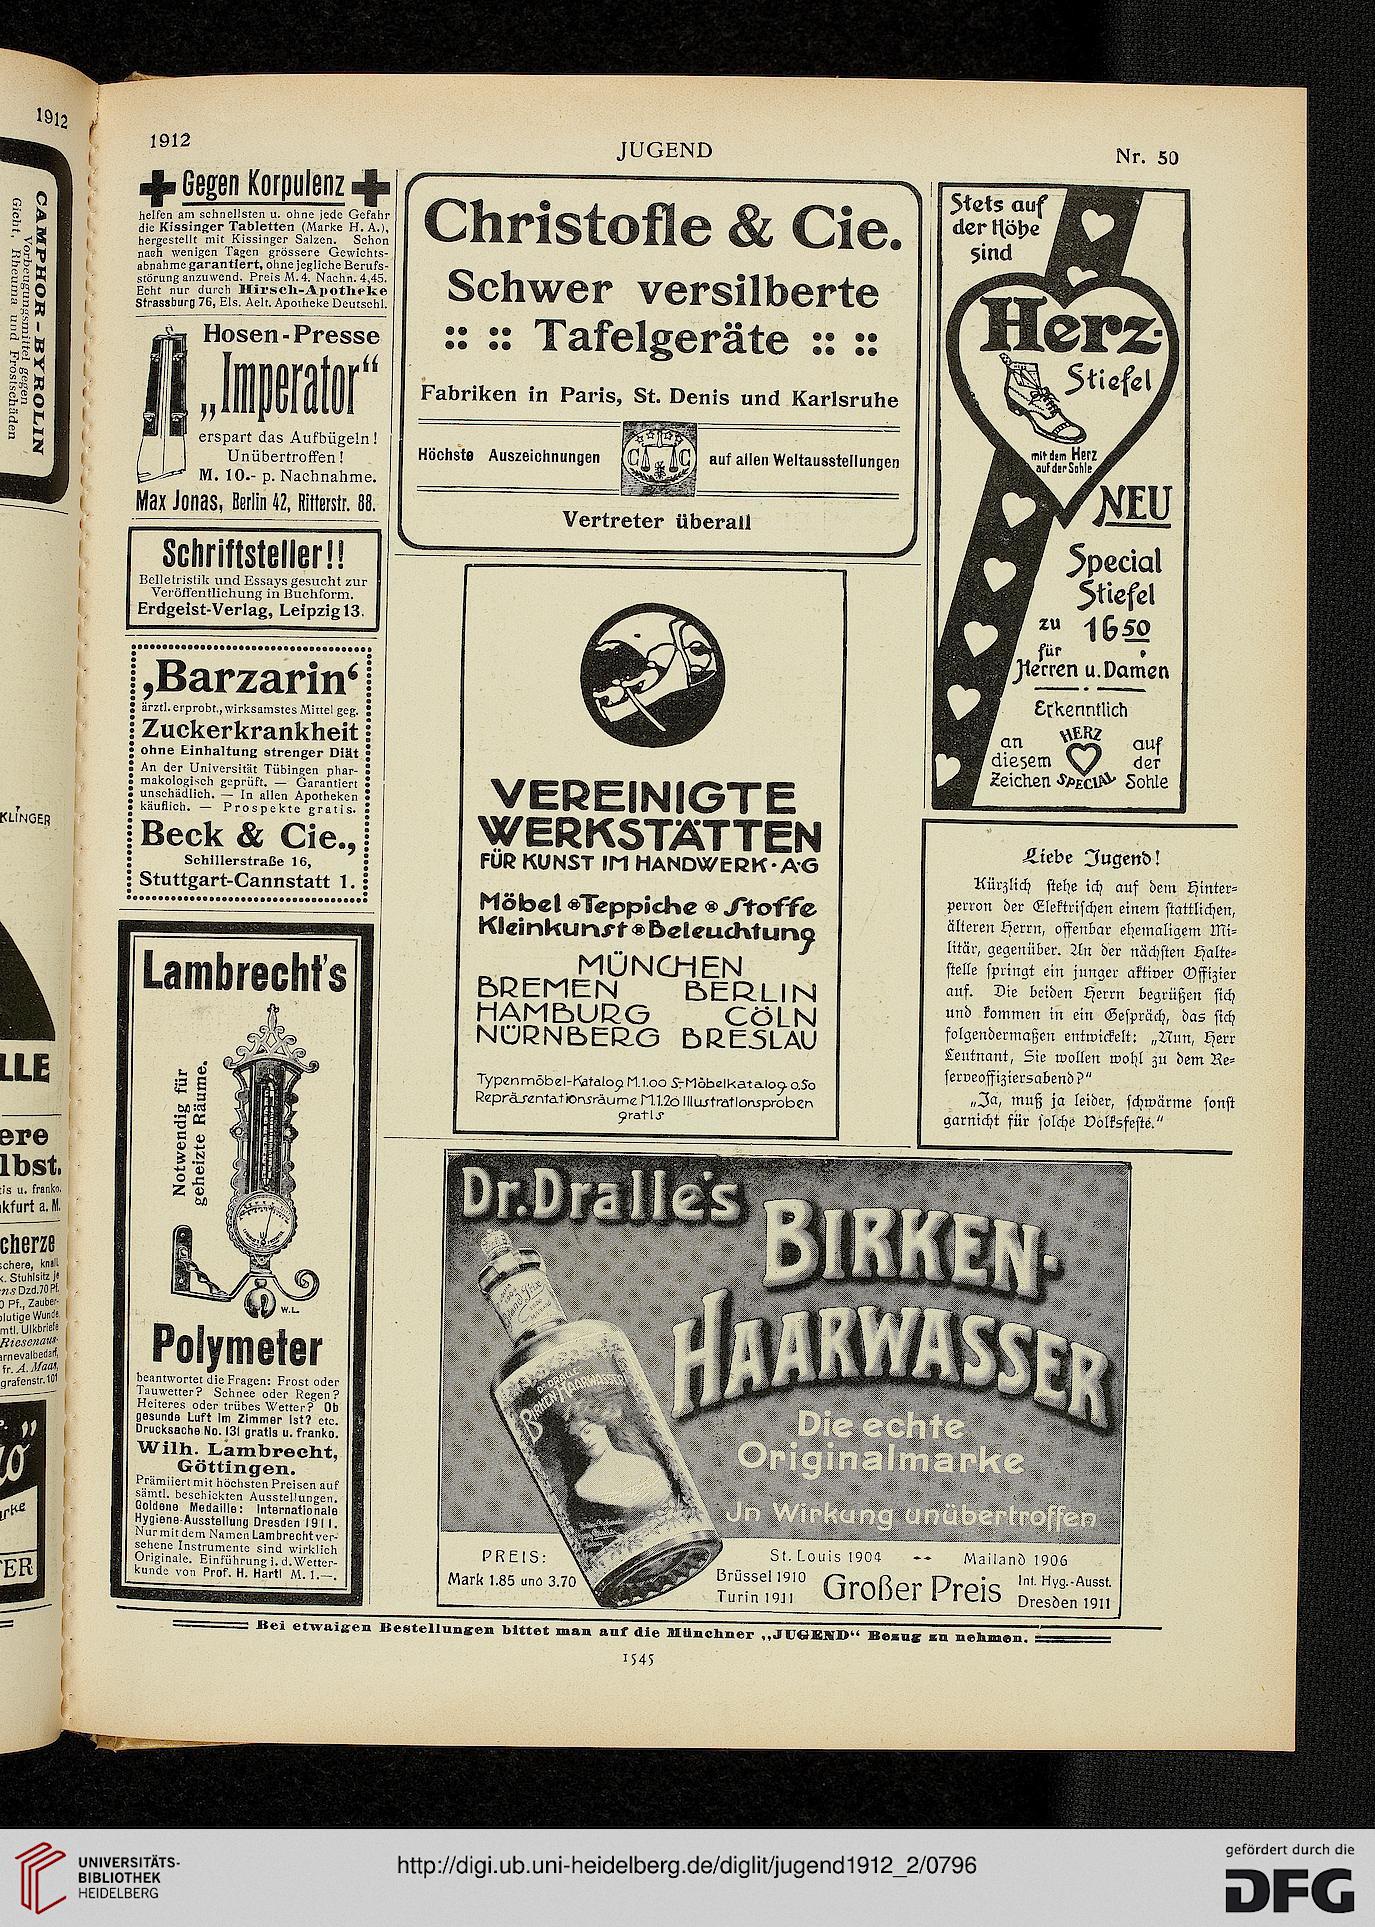 1912
CAMPHOR-BYROLIN
Vorbeugungsmittel gegen
Gicht, Rheuma und Frostschäden
KLINGER
1912
JUGEND
Nr. 50
Gegen Korpulenz
helfen am schnellsten u. ohne jede Gefahr
die Kissinger Tabletten (Marke H. A.),
hergestellt mit Kissinger Salzen. Schon
nach wenigen Tagen grössere Gewichts-
abnahme garantiert, ohne jegliche Berufs-
störung anzuwend. Preis M. 4. Nachn. 4,45.
Echt nur durch Hirsch-Apotheke
Strassburg 76, Els. Aelt. Apotheke Deutschl.
Hosen-Presse
„Imperator“
erspart das Aufbügeln!
Unübertroffen!
M. 10.- p. Nachnahme.
Max Jonas, Berlin 42, Ritterstr. 88.
Schriftsteller!!
Belletristik und Essays gesucht zur
Veröffentlichung in Buchform.
Erdgeist-Verlag, Leipzig 13.
‚Barzarin‘
ärztl. erprobt., wirksamstes Mittel geg.
Zuckerkrankheit
ohne Einhaltung strenger Diät
An der Universität Tübingen phar-
makologisch geprüft. — Garantiert
unschädlich. — In allen Apotheken
käuflich. — Prospekte gratis.
Beck & Cie.,
Schillerstraße 16,
Stuttgart-Cannstatt 1.
Lambrecht's
Notwendig für
geheizte Räume.
W.L.
Polymeter
beantwortet die Fragen: Frost oder
Tauwetter? Schnee oder Regen?
Heiteres oder trübes Wetter? Ob
gesunde Luft im Zimmer ist? etc.
Drucksache No. 131 gratis u. franko.
Wilh. Lambrecht,
Göttingen.
Prämiiert mit höchsten Preisen auf
sämtl. beschickten Ausstellungen.
Goldene Medaille: Internationale
Hygiene-Ausstellung Dresden 1911.
Nur mit dem Namen Lambrecht ver-
sehene Instrumente sind wirklich
Originale. Einführung i. d. Wetter-
kunde von Prof. H. Hartl M. 1.—.
Christofle & Cie.
Schwer versilberte
:: :: Tafelgeräte :: ::
Fabriken in Paris, St. Denis und Karlsruhe
Höchste Auszeichnungen
C C
auf allen Weltausstellungen
Vertreter überall
VEREINIGTE
WERKSTÄTTEN
FÜR KUNST IM HANDWERK·A·G
Möbel Teppiche Stoffe
Kleinkunst Beleuchtung
MÜNCHEN
BREMEN BERLIN
HAMBURG CÖLN
NÜRNBERG BRESLAU
Typenmöbel-Katalog M.1.00 S.-Möbelkatalog 0.50
Repräsentationsräume M.1.20 Illustrationsproben
gratis
Stets auf
der Höhe
sind
Herz-
Stiefel
mit dem Herz
auf der Sohle
NEU
Special
Stiefel
zu 16 50
für
Herren u. Damen
Erkenntlich
an
diesem
Zeichen
HERZ
SPECIAL
auf
der
Sohle
Liebe Jugend!
Kürzlich stehe ich auf dem Hinter-
perron der Elektrischen einem stattlichen,
älteren Herrn, offenbar ehemaligem Mi-
litär, gegenüber. An der nächsten Halte-
stelle springt ein junger aktiver Offizier
auf. Die beiden Herrn begrüßen sich
und kommen in ein Gespräch, das sich
folgendermaßen entwickelt: „Nun, Herr
Leutnant, Sie wollen wohl zu dem Re-
serveoffiziersabend?“
„Ja, muß ja leider, schwärme sonst
garnicht für solche Volksfeste.“
Dr. Dralle's
BIRKEN-
HAARWASSER
Dr. DRALLE'S
BIRKEN-HAARWASSER
Die echte
Originalmarke
Jn Wirkung unübertroffen
PREIS:
Mark 1.85 und 3.70
St. Louis 1904 -- Mailand 1906
Brüssel 1910
Turin 1911
Großer Preis
Int. Hyg.-Ausst.
Dresden 1911
Bei etwaigen Bestellungen bittet man auf die Münchner „JUGEND“ Bezug zu nehmen.
1545
UNIVERSITÄTS-
BIBLIOTHEK
HEIDELBERG
http://digi.ub.uni-heidelberg.de/diglit/jugend1912_2/0796
gefördert durch die
DFG